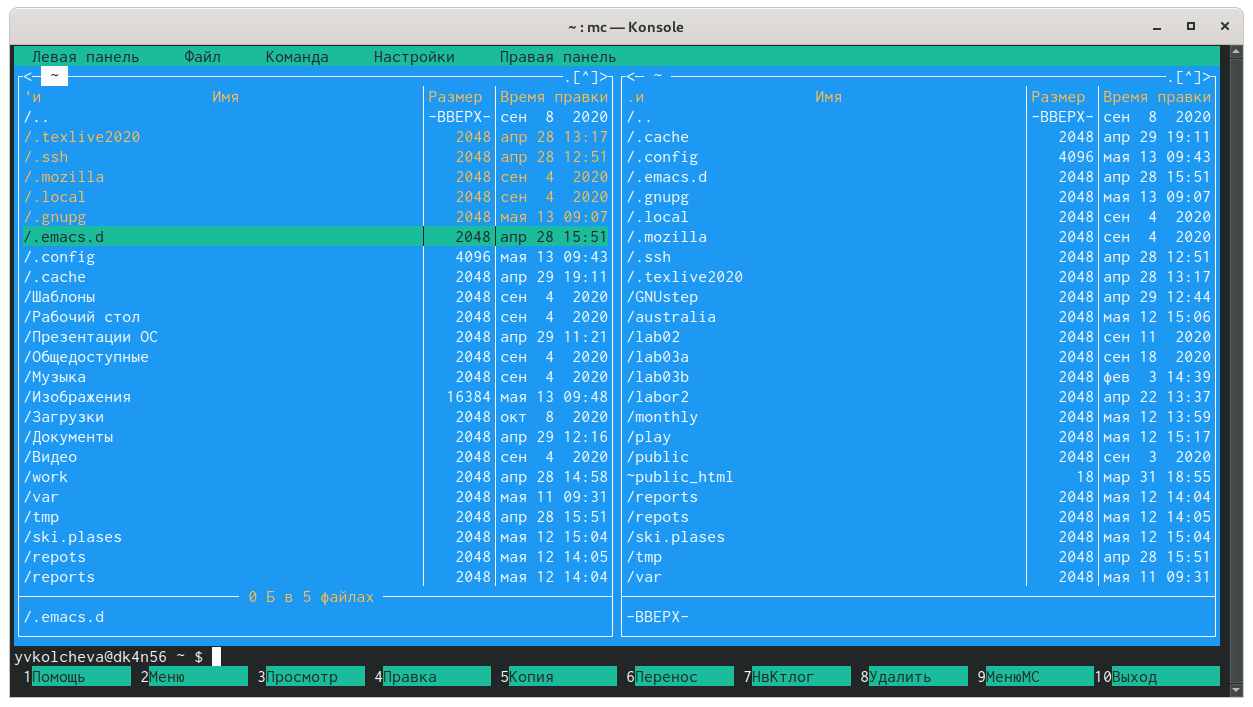 ~ : mc — Konsole
Левая панель Файл Команда Настройки Правая панель
<─ ~ .[^]> <─ ~ .[^]>
'и Имя Размер Время правки .и Имя Размер Время правки
/.. -ВВЕРХ- сен 8 2020 /.. -ВВЕРХ- сен 8 2020
/.texlive2020 2048 апр 28 13:17 /.cache 2048 апр 29 19:11
/.ssh 2048 апр 28 12:51 /.config 4096 мая 13 09:43
/.mozilla 2048 сен 4 2020 /.emacs.d 2048 апр 28 15:51
/.local 2048 сен 4 2020 /.gnupg 2048 мая 13 09:07
/.gnupg 2048 мая 13 09:07 /.local 2048 сен 4 2020
/.emacs.d 2048 апр 28 15:51 /.mozilla 2048 сен 4 2020
/.config 4096 мая 13 09:43 /.ssh 2048 апр 28 12:51
/.cache 2048 апр 29 19:11 /.texlive2020 2048 апр 28 13:17
/Шаблоны 2048 сен 4 2020 /GNUstep 2048 апр 29 12:44
/Рабочий стол 2048 сен 4 2020 /australia 2048 мая 12 15:06
/Презентации ОС 2048 апр 29 11:21 /lab02 2048 сен 11 2020
/Общедоступные 2048 сен 4 2020 /lab03a 2048 сен 18 2020
/Музыка 2048 сен 4 2020 /lab03b 2048 фев 3 14:39
/Изображения 16384 мая 13 09:48 /labor2 2048 апр 22 13:37
/Загрузки 2048 окт 8 2020 /monthly 2048 мая 12 13:59
/Документы 2048 апр 29 12:16 /play 2048 мая 12 15:17
/Видео 2048 сен 4 2020 /public 2048 сен 3 2020
/work 2048 апр 28 14:58 ~public_html 18 мар 31 18:55
/var 2048 мая 11 09:31 /reports 2048 мая 12 14:04
/tmp 2048 апр 28 15:51 /repots 2048 мая 12 14:05
/ski.plases 2048 мая 12 15:04 /ski.plases 2048 мая 12 15:04
/repots 2048 мая 12 14:05 /tmp 2048 апр 28 15:51
/reports 2048 мая 12 14:04 /var 2048 мая 11 09:31
0 Б в 5 файлах
/.emacs.d -ВВЕРХ-
yvkolcheva@dk4n56 ~ $
1Помощь 2Меню 3Просмотр 4Правка 5Копия 6Перенос 7НвКтлог 8Удалить 9МенюMC 10Выход